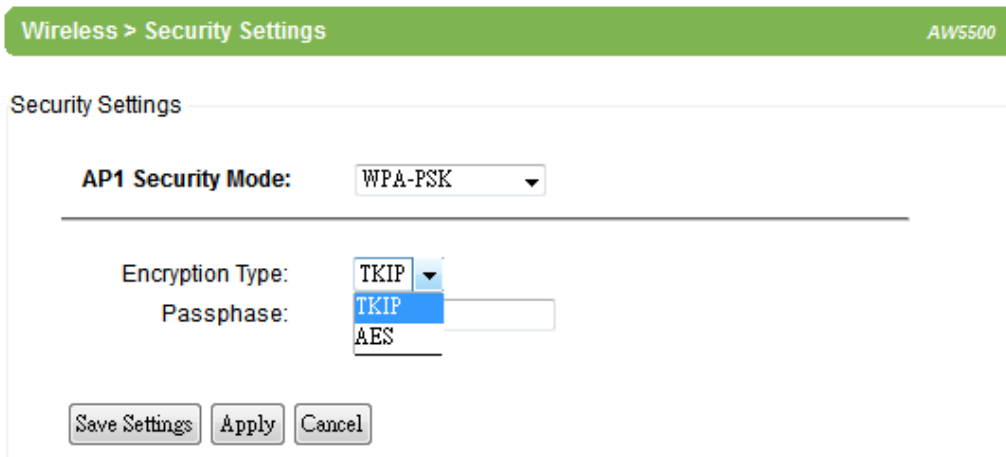 Wireless > Security Settings AW5500
Security Settings
AP1 Security Mode: WPA-PSK
Encryption Type: TKIP
TKIP
Passphase:
AES
Save Settings Apply Cancel